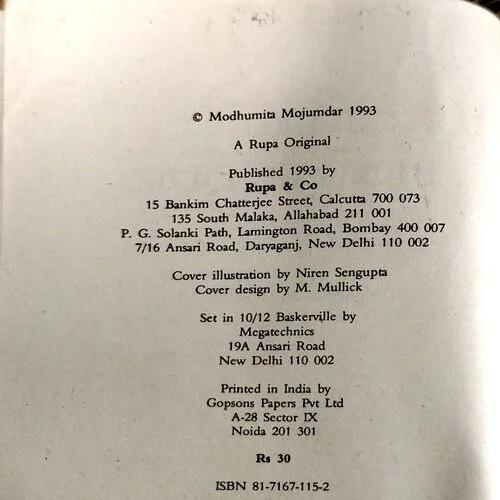 © Modhumita Mojumdar 1993
A Rupa Original
Published 1993 by
Rupa & Co
15 Bankim Chatterjee Street, Calcutta 700 073
135 South Malaka, Allahabad 211 001
P. G. Solanki Path, Lamington Road, Bombay 400 007
7/16 Ansari Road, Daryaganj, New Delhi 110 002
Cover illustration by Niren Sengupta
Cover design by M. Mullick
Set in 10/12 Baskerville by
Megatechnics
19A Ansari Road
New Delhi 110 002
Printed in India by
Gopsons Papers Pvt Ltd
A-28 Sector IX
Noida 201 301
Rs 30
ISBN 81-7167-115-2